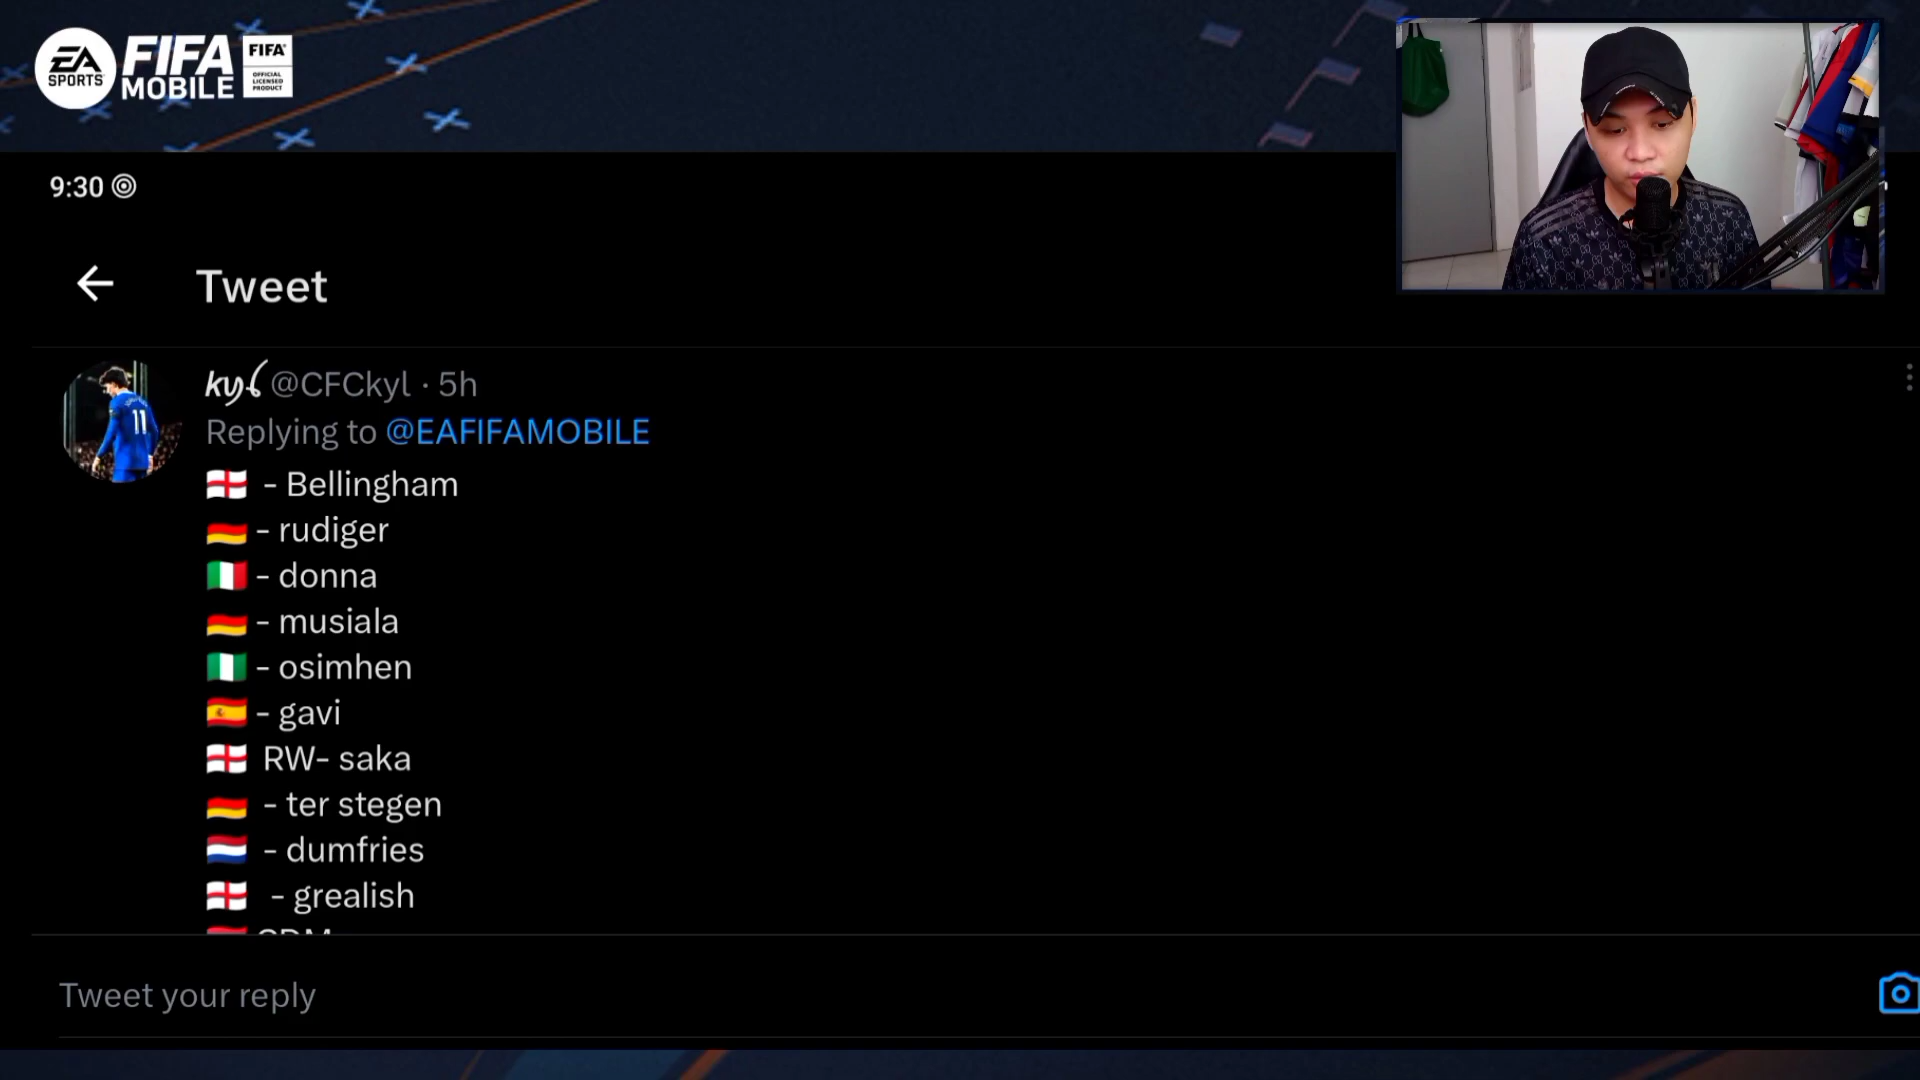 EA SPORTS FIFA MOBILE FIFA OFFICIAL LICENSED PRODUCT
9:30
Tweet
kyl @CFCkyl · 5h
Replying to @EAFIFAMOBILE
🏴󠁧󠁢󠁥󠁮󠁧󠁿 - Bellingham
🇩🇪 - rudiger
🇮🇹 - donna
🇩🇪 - musiala
🇳🇬 - osimhen
🇪🇸 - gavi
🏴󠁧󠁢󠁥󠁮󠁧󠁿 RW- saka
🇩🇪 - ter stegen
🇳🇱 - dumfries
🏴󠁧󠁢󠁥󠁮󠁧󠁿 - grealish
Tweet your reply